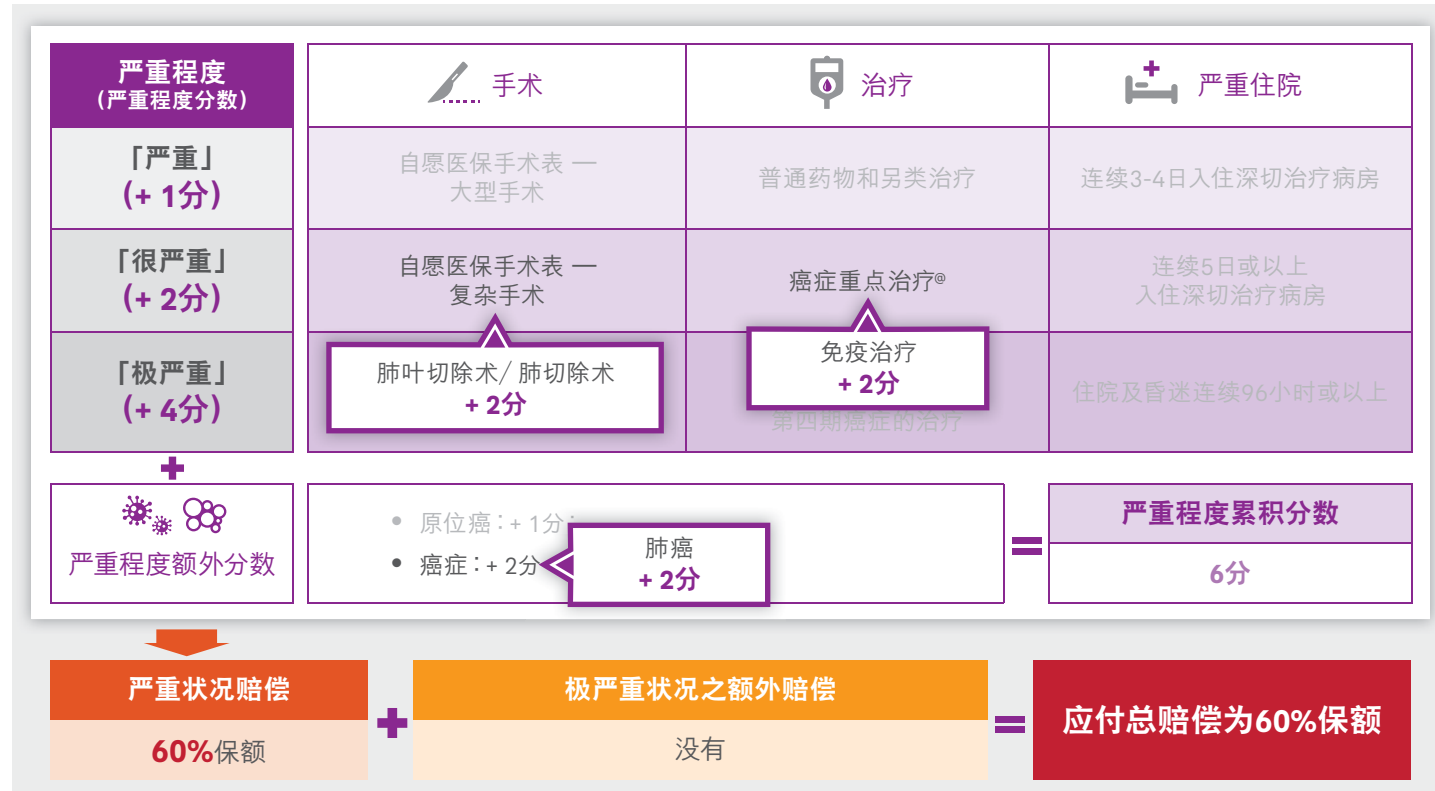 严重程度
(严重程度分数)
手术
治疗
严重住院
「严重」
(+ 1分)
自愿医保手术表 —
大型手术
普通药物和另类治疗
连续3-4日入住深切治疗病房
「很严重」
(+ 2分)
自愿医保手术表 —
复杂手术
癌症重点治疗@
连续5日或以上
入住深切治疗病房
「极严重」
(+ 4分)
肺叶切除术/ 肺切除术
+ 2分
免疫治疗
+ 2分
第四期癌症的治疗
住院及昏迷连续96小时或以上
+
严重程度额外分数
• 原位癌：+ 1分；
• 癌症：+ 2分
肺癌
+ 2分
=
严重程度累积分数
6分
严重状况赔偿
60%保额
+
极严重状况之额外赔偿
没有
=
应付总赔偿为60%保额